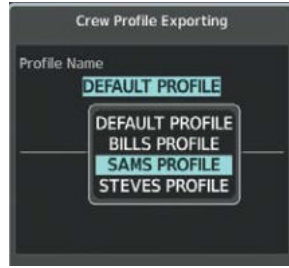 Crew Profile Exporting
Profile Name
DEFAULT PROFILE
DEFAULT PROFILE
BILLS PROFILE
SAMS PROFILE
STEVES PROFILE